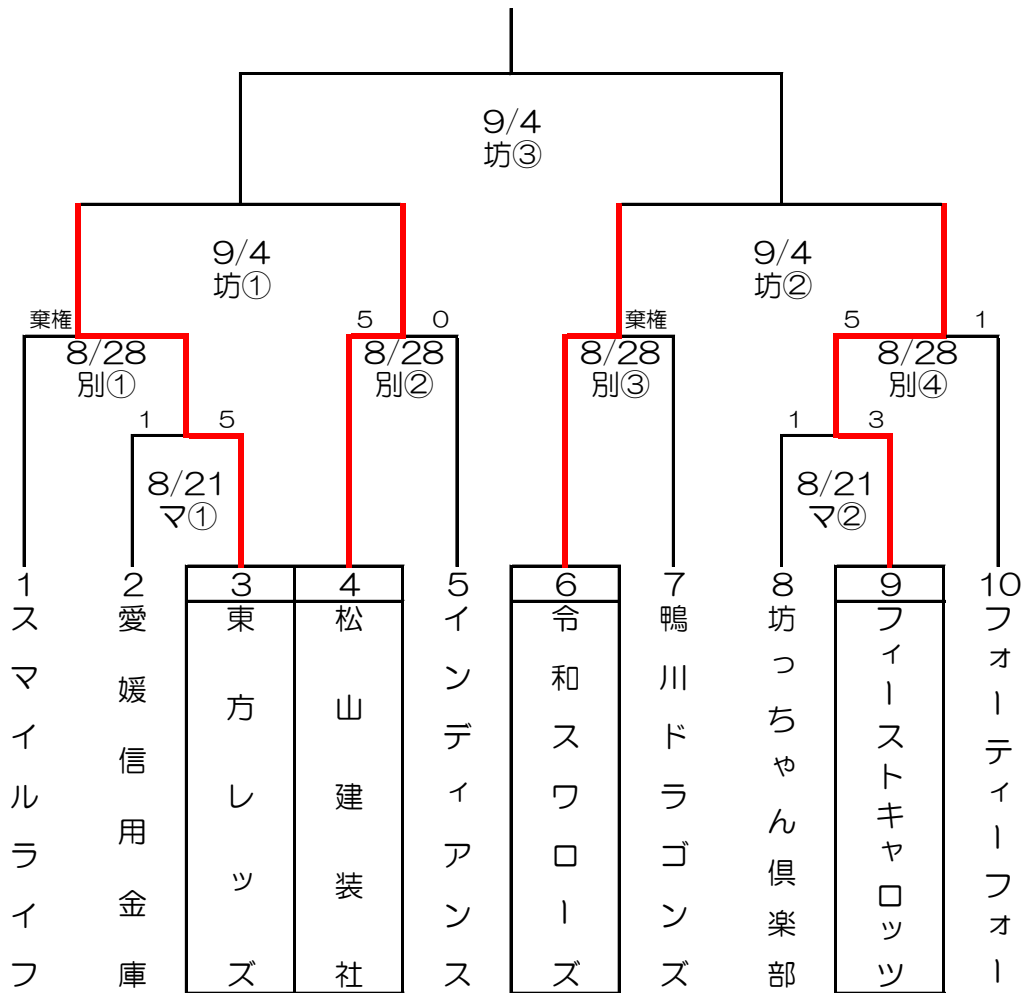 9/4
坊③
9/4
坊①
9/4
坊②
棄権
5 0
棄権
5 1
8/28
別①
8/28
別②
8/28
別③
8/28
別④
1 5
1 3
8/21
マ①
8/21
マ②
1 2 3 4 5 6 7 8 9 10
スマイルライフ
愛媛信用金庫
東方レッズ
松山建装社
インディアンス
令和スワローズ
鴨川ドラゴンズ
坊っちゃん倶楽部
フィーストキャロッツ
フォーティーフォー